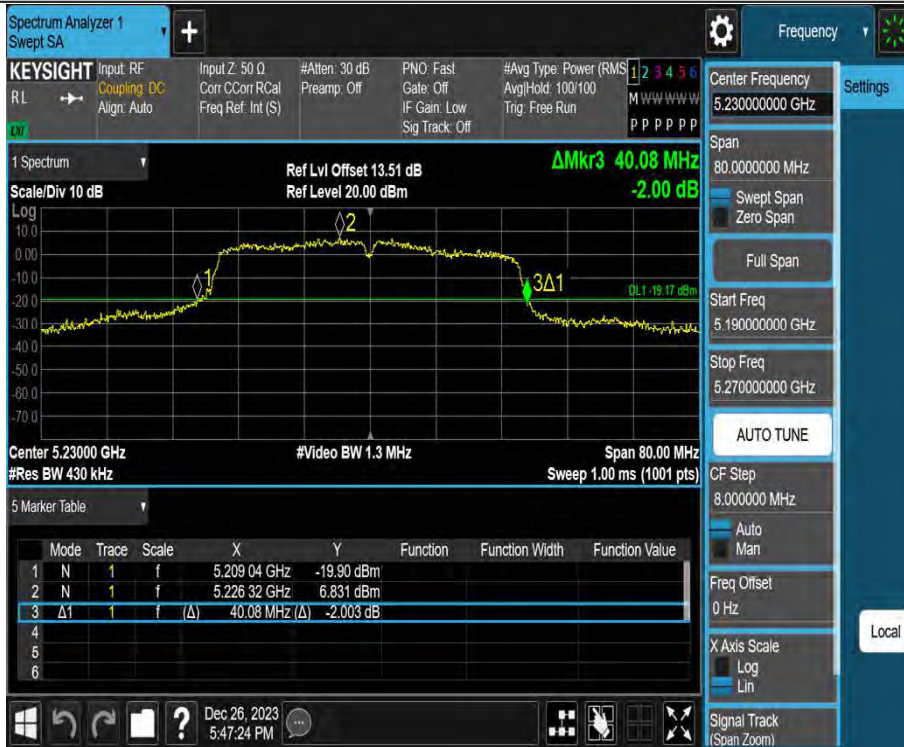 Spectrum Analyzer 1
Swept SA
+
Frequency
KEYSIGHT Input: RF Input Z: 50 Ω #Atten: 30 dB PNO: Fast #Avg Type: Power (RMS 1 2 3 4 5 6
RL Coupling: DC Corr CCorr RCal Preamp: Off Gate: Off Avg|Hold: 100/100
Align: Auto Freq Ref: Int (S) IF Gain: Low Trig: Free Run M W W W W W
Sig Track: Off P P P P P P
1 Spectrum
Scale/Div 10 dB
Ref Lvl Offset 13.51 dB
Ref Level 20.00 dBm
ΔMkr3 40.08 MHz
-2.00 dB
Log
10.0
0.00
-10.0
-20.0
-30.0
-40.0
-50.0
-60.0
-70.0
1
2
3Δ1
DL1 -19.17 dBm
Center 5.23000 GHz #Video BW 1.3 MHz Span 80.00 MHz
#Res BW 430 kHz Sweep 1.00 ms (1001 pts)
5 Marker Table
Mode Trace Scale X Y Function Function Width Function Value
1 N 1 f 5.209 04 GHz -19.90 dBm
2 N 1 f 5.226 32 GHz 6.831 dBm
3 Δ1 1 f (Δ) 40.08 MHz (Δ) -2.003 dB
4
5
6
?
Dec 26, 2023
5:47:24 PM
Center Frequency
5.230000000 GHz
Settings
Span
80.0000000 MHz
Swept Span
Zero Span
Full Span
Start Freq
5.190000000 GHz
Stop Freq
5.270000000 GHz
AUTO TUNE
CF Step
8.000000 MHz
Auto
Man
Freq Offset
0 Hz
X Axis Scale
Log
Lin
Signal Track
(Span Zoom)
Local